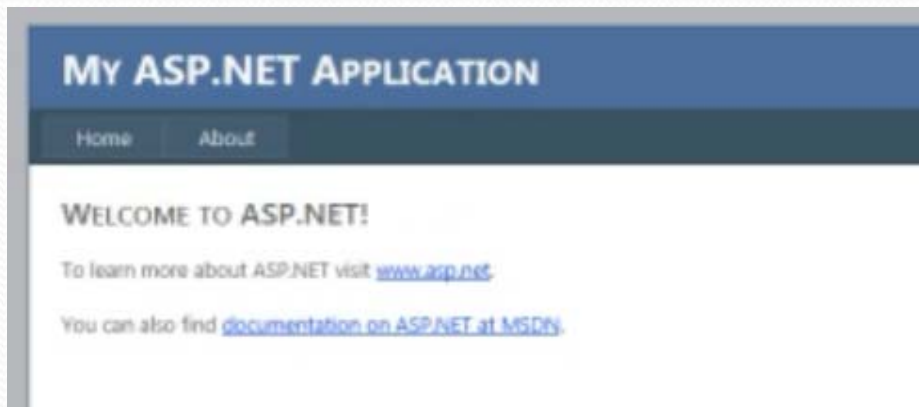 MY ASP.NET APPLICATION
Home About
WELCOME TO ASP.NET!
To learn more about ASP.NET visit www.asp.net.
You can also find documentation on ASP.NET at MSDN.